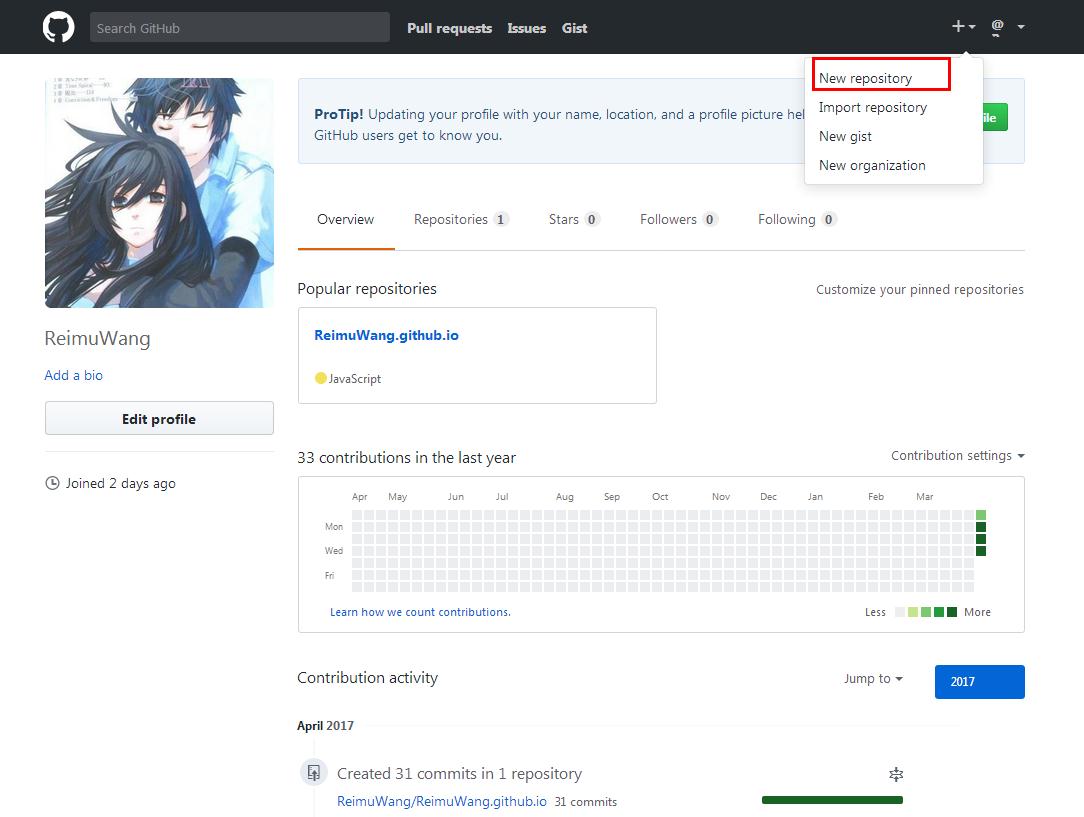 Search GitHub
Pull requests
Issues
Gist
New repository
Import repository
New gist
New organization
ProTip! Updating your profile with your name, location, and a profile picture hel
GitHub users get to know you.
ile
Overview
Repositories 1
Stars 0
Followers 0
Following 0
Popular repositories
Customize your pinned repositories
ReimuWang.github.io
JavaScript
ReimuWang
Add a bio
Edit profile
Joined 2 days ago
33 contributions in the last year
Contribution settings
Apr May Jun Jul Aug Sep Oct Nov Dec Jan Feb Mar
Mon
Wed
Fri
Learn how we count contributions.
Less More
Contribution activity
Jump to
2017
April 2017
Created 31 commits in 1 repository
ReimuWang/ReimuWang.github.io 31 commits